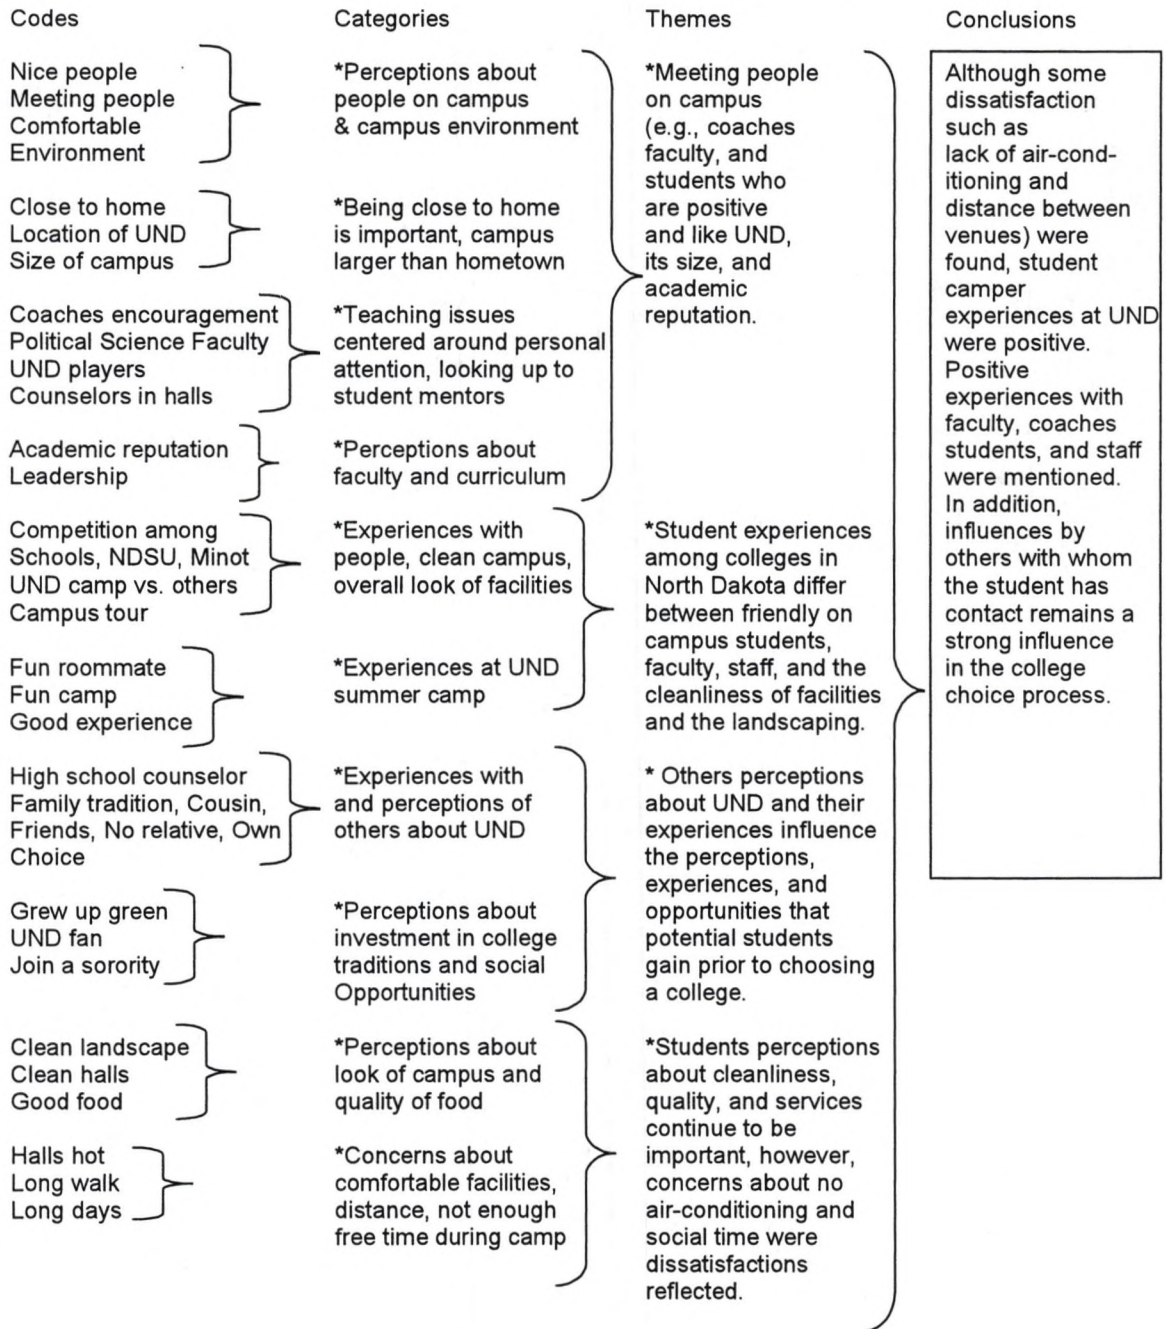 Codes
Nice people
Meeting people
Comfortable
Environment
Close to home
Location of UND
Size of campus
Coaches encouragement
Political Science Faculty
UND players
Counselors in halls
Academic reputation
Leadership
Competition among
Schools, NDSU, Minot
UND camp vs. others
Campus tour
Fun roommate
Fun camp
Good experience
High school counselor
Family tradition, Cousin,
Friends, No relative, Own
Choice
Grew up green
UND fan
Join a sorority
Clean landscape
Clean halls
Good food
Halls hot
Long walk
Long days
Categories
*Perceptions about
people on campus
& campus environment
*Being close to home
is important, campus
larger than hometown
*Teaching issues
centered around personal
attention, looking up to
student mentors
*Perceptions about
faculty and curriculum
*Experiences with
people, clean campus,
overall look of facilities
*Experiences at UND
summer camp
*Experiences with
and perceptions of
others about UND
*Perceptions about
investment in college
traditions and social
Opportunities
*Perceptions about
look of campus and
quality of food
*Concerns about
comfortable facilities,
distance, not enough
free time during camp
Themes
*Meeting people
on campus
(e.g., coaches
faculty, and
students who
are positive
and like UND,
its size, and
academic
reputation.
*Student experiences
among colleges in
North Dakota differ
between friendly on
campus students,
faculty, staff, and the
cleanliness of facilities
and the landscaping.
* Others perceptions
about UND and their
experiences influence
the perceptions,
experiences, and
opportunities that
potential students
gain prior to choosing
a college.
*Students perceptions
about cleanliness,
quality, and services
continue to be
important, however,
concerns about no
air-conditioning and
social time were
dissatisfactions
reflected.
Conclusions
Although some
dissatisfaction
such as
lack of air-cond-
itioning and
distance between
venues) were
found, student
camper
experiences at UND
were positive.
Positive
experiences with
faculty, coaches
students, and staff
were mentioned.
In addition,
influences by
others with whom
the student has
contact remains a
strong influence
in the college
choice process.